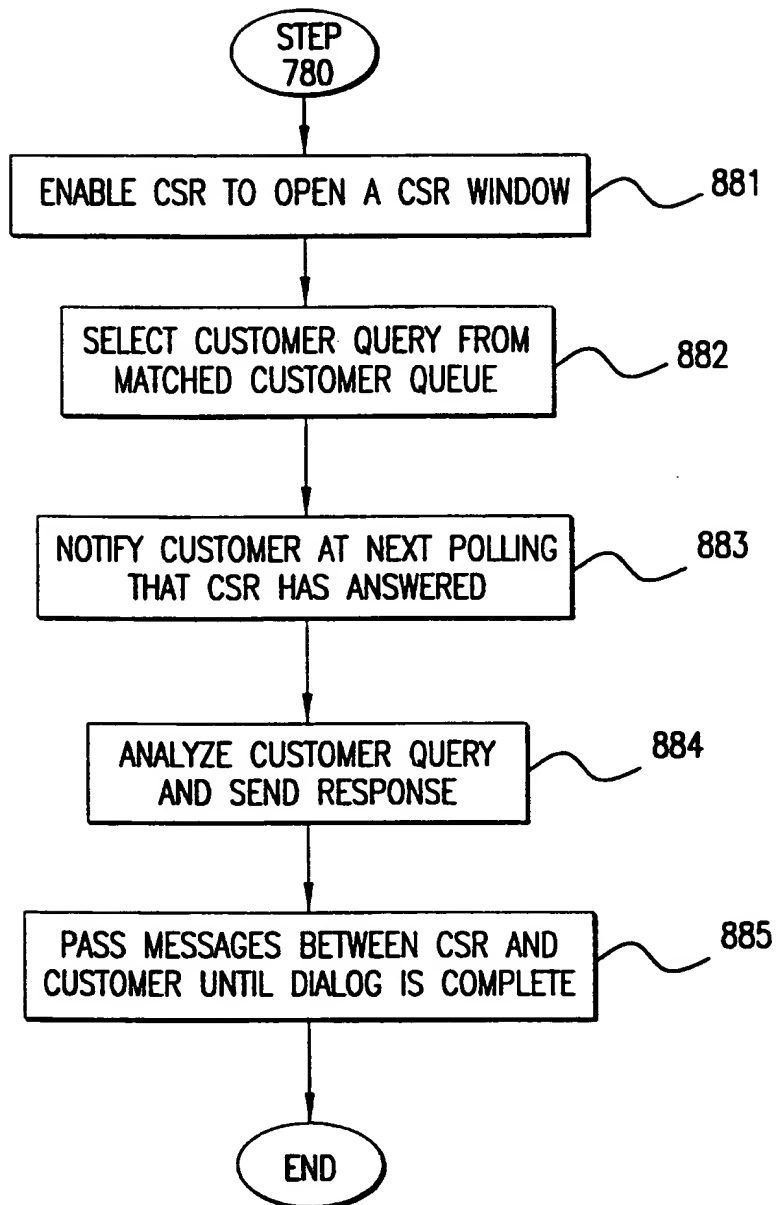 STEP
780
ENABLE CSR TO OPEN A CSR WINDOW
881
SELECT CUSTOMER QUERY FROM
MATCHED CUSTOMER QUEUE
882
NOTIFY CUSTOMER AT NEXT POLLING
THAT CSR HAS ANSWERED
883
ANALYZE CUSTOMER QUERY
AND SEND RESPONSE
884
PASS MESSAGES BETWEEN CSR AND
CUSTOMER UNTIL DIALOG IS COMPLETE
885
END